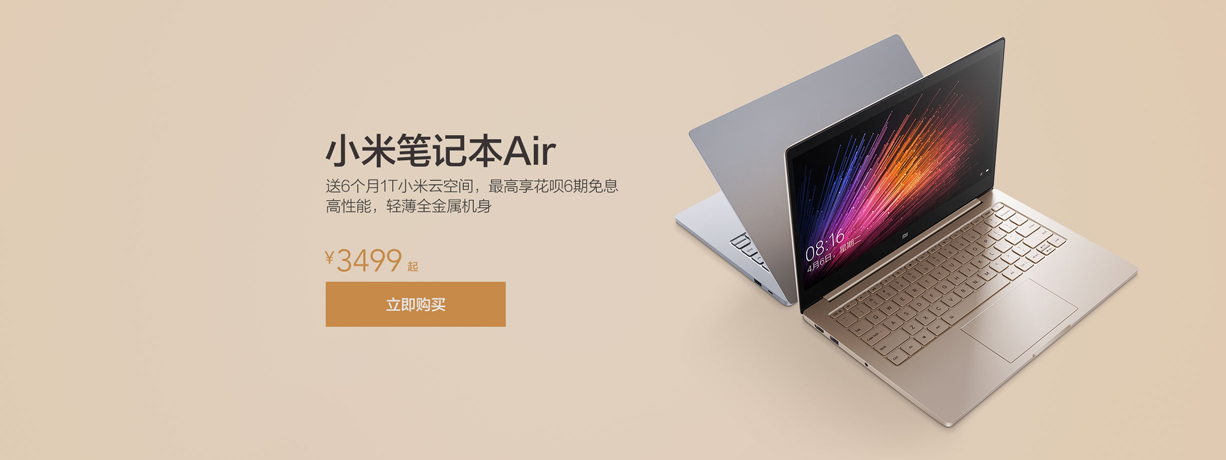 小米笔记本Air
送6个月1T小米云空间，最高享花呗6期免息
高性能，轻薄全金属机身
¥3499 起
立即购买
08:16
4月6日，星期二